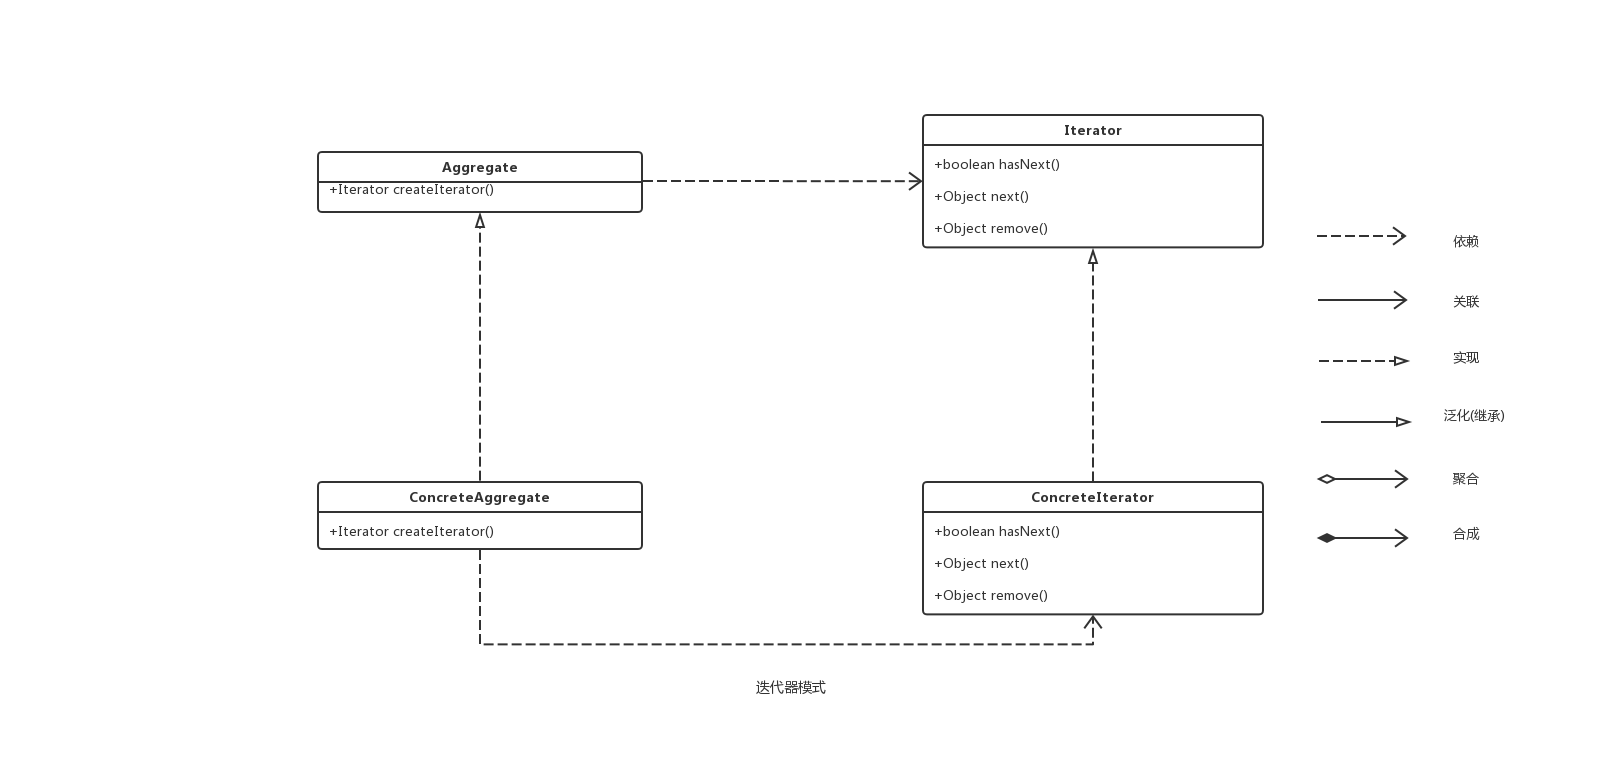 Aggregate
+Iterator createIterator()
Iterator
+boolean hasNext()
+Object next()
+Object remove()
ConcreteAggregate
+Iterator createIterator()
ConcreteIterator
+boolean hasNext()
+Object next()
+Object remove()
依赖
关联
实现
泛化(继承)
聚合
合成
迭代器模式